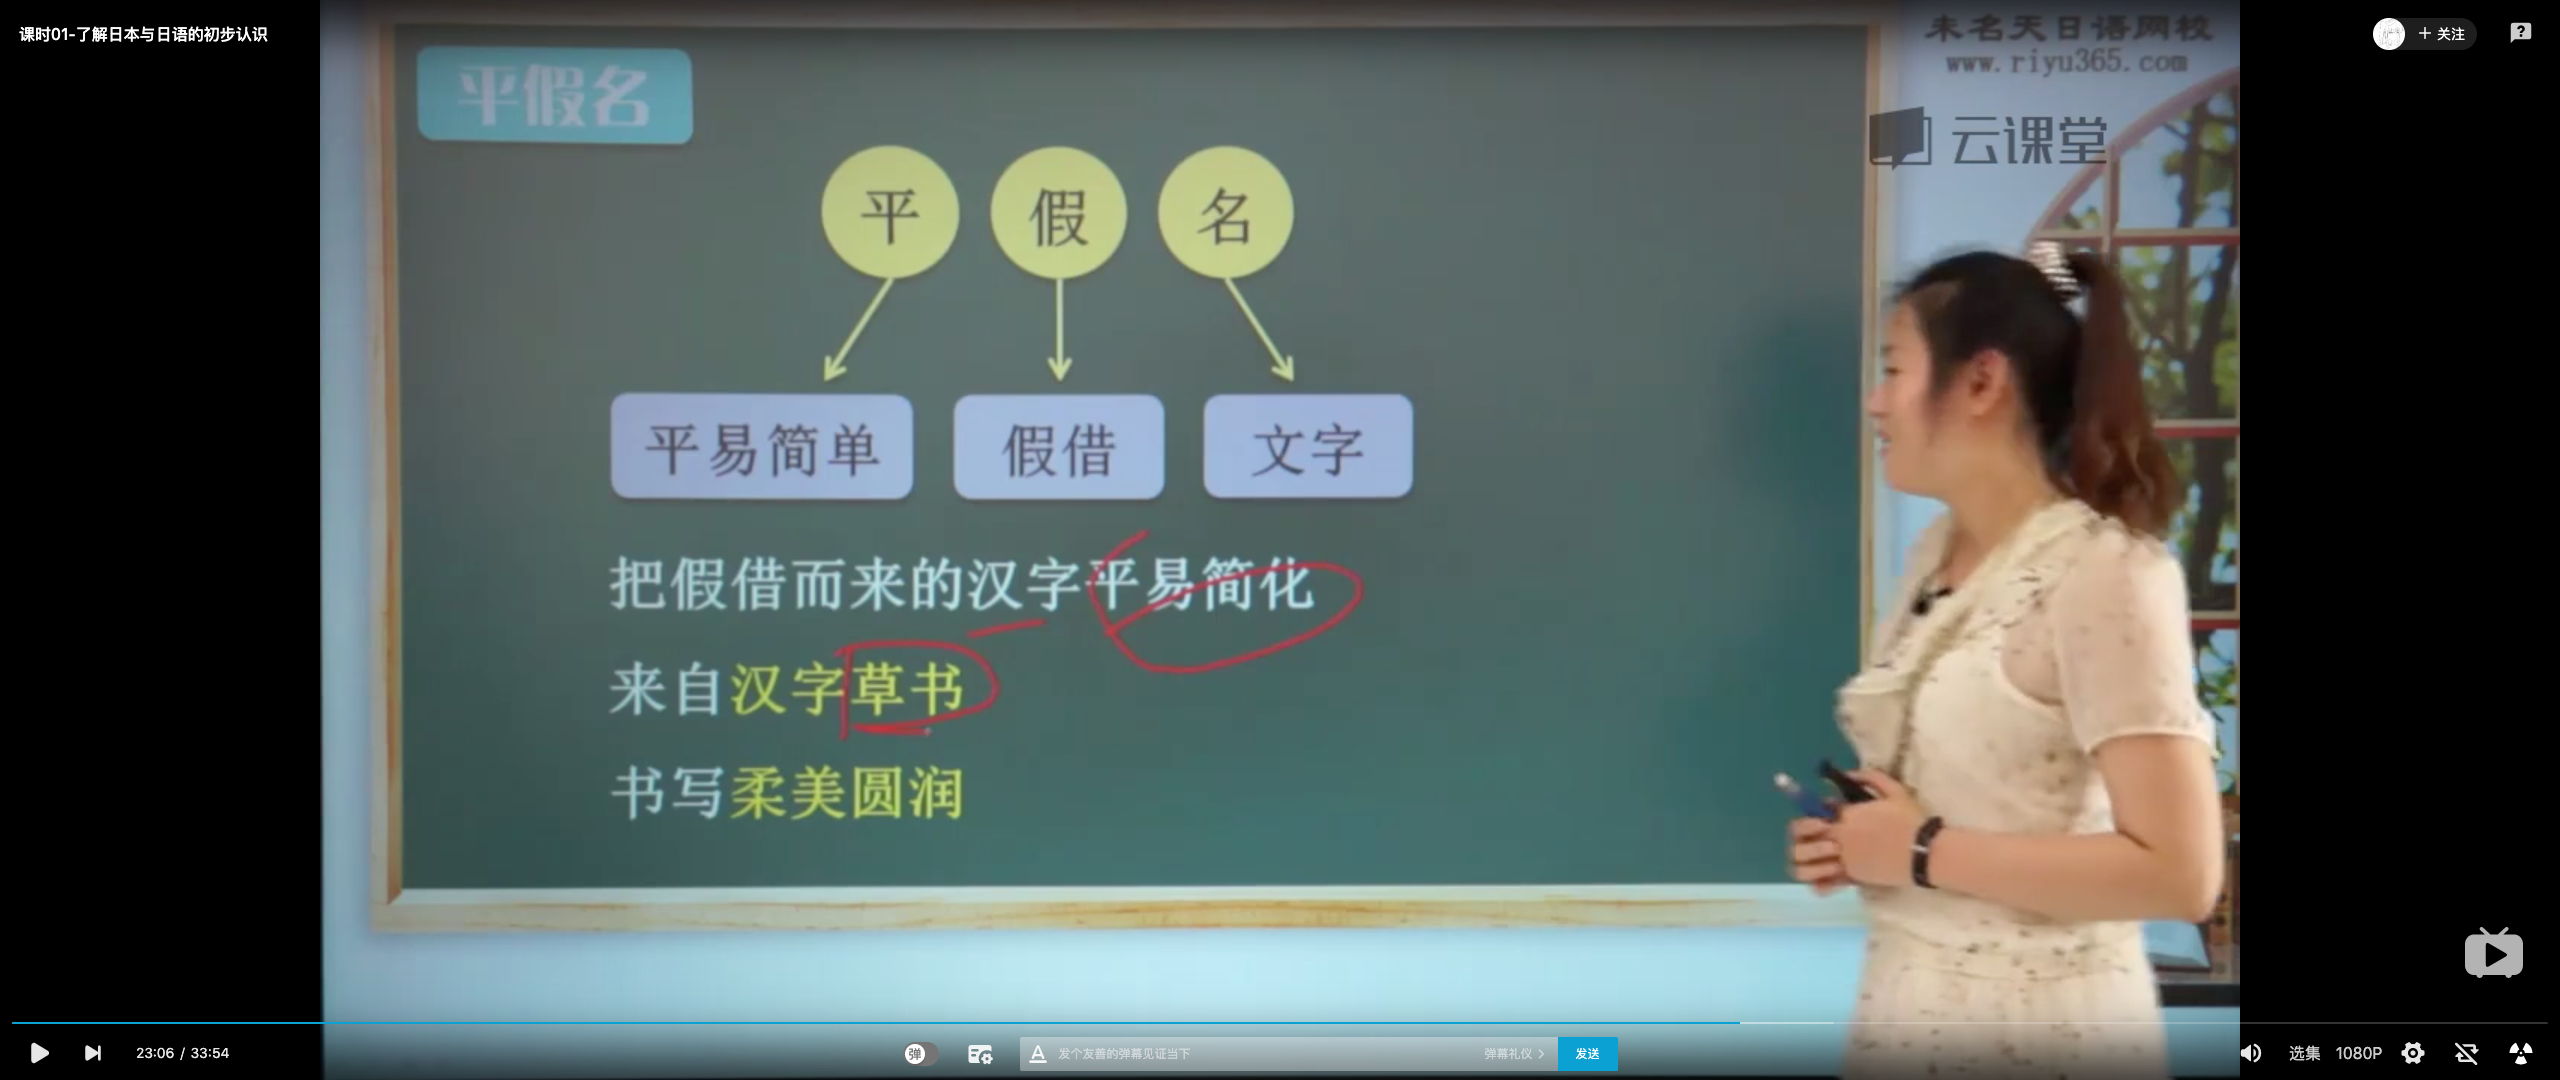 课时01-了解日本与日语的初步认识
+ 关注
未名天日语网校
www.riyu365.com
云课堂
平假名
平 假 名
平易简单 假借 文字
把假借而来的汉字平易简化
来自汉字草书
书写柔美圆润
23:06 / 33:54
弹
发个友善的弹幕见证当下
弹幕礼仪 >
发送
选集
1080P